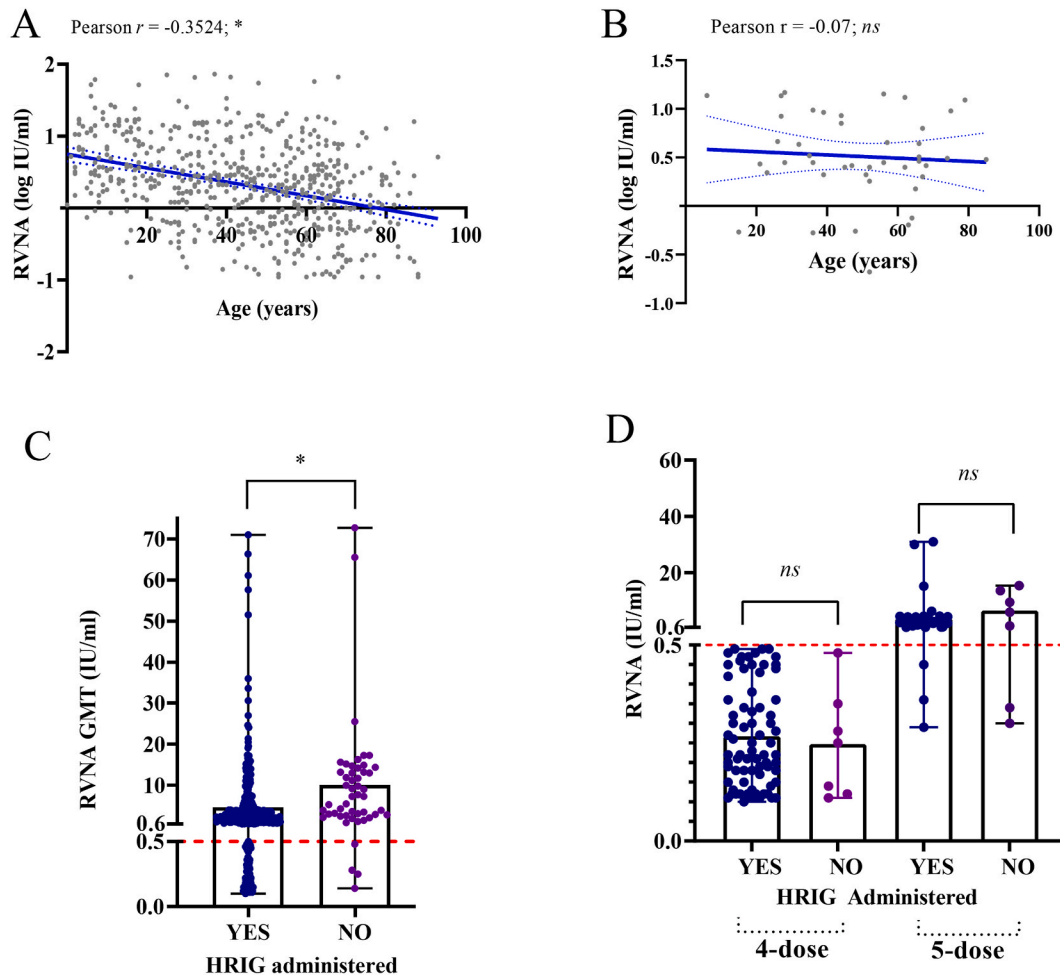 A
Pearson r = -0.3524; *
RVNA (log IU/ml)
2
1
-1
-2
20 40 60 80 100
Age (years)
B
Pearson r = -0.07; ns
RVNA (log IU/ml)
1.5
1.0
0.5
-0.5
-1.0
20 40 60 80 100
Age (years)
C
*
RVNA GMT (IU/ml)
70
60
50
40
30
20
10
0.6
0.5
0.0
YES NO
HRIG administered
D
ns
ns
RVNA (IU/ml)
60
40
20
0.6
0.5
0.0
YES NO YES NO
HRIG Administered
4-dose 5-dose